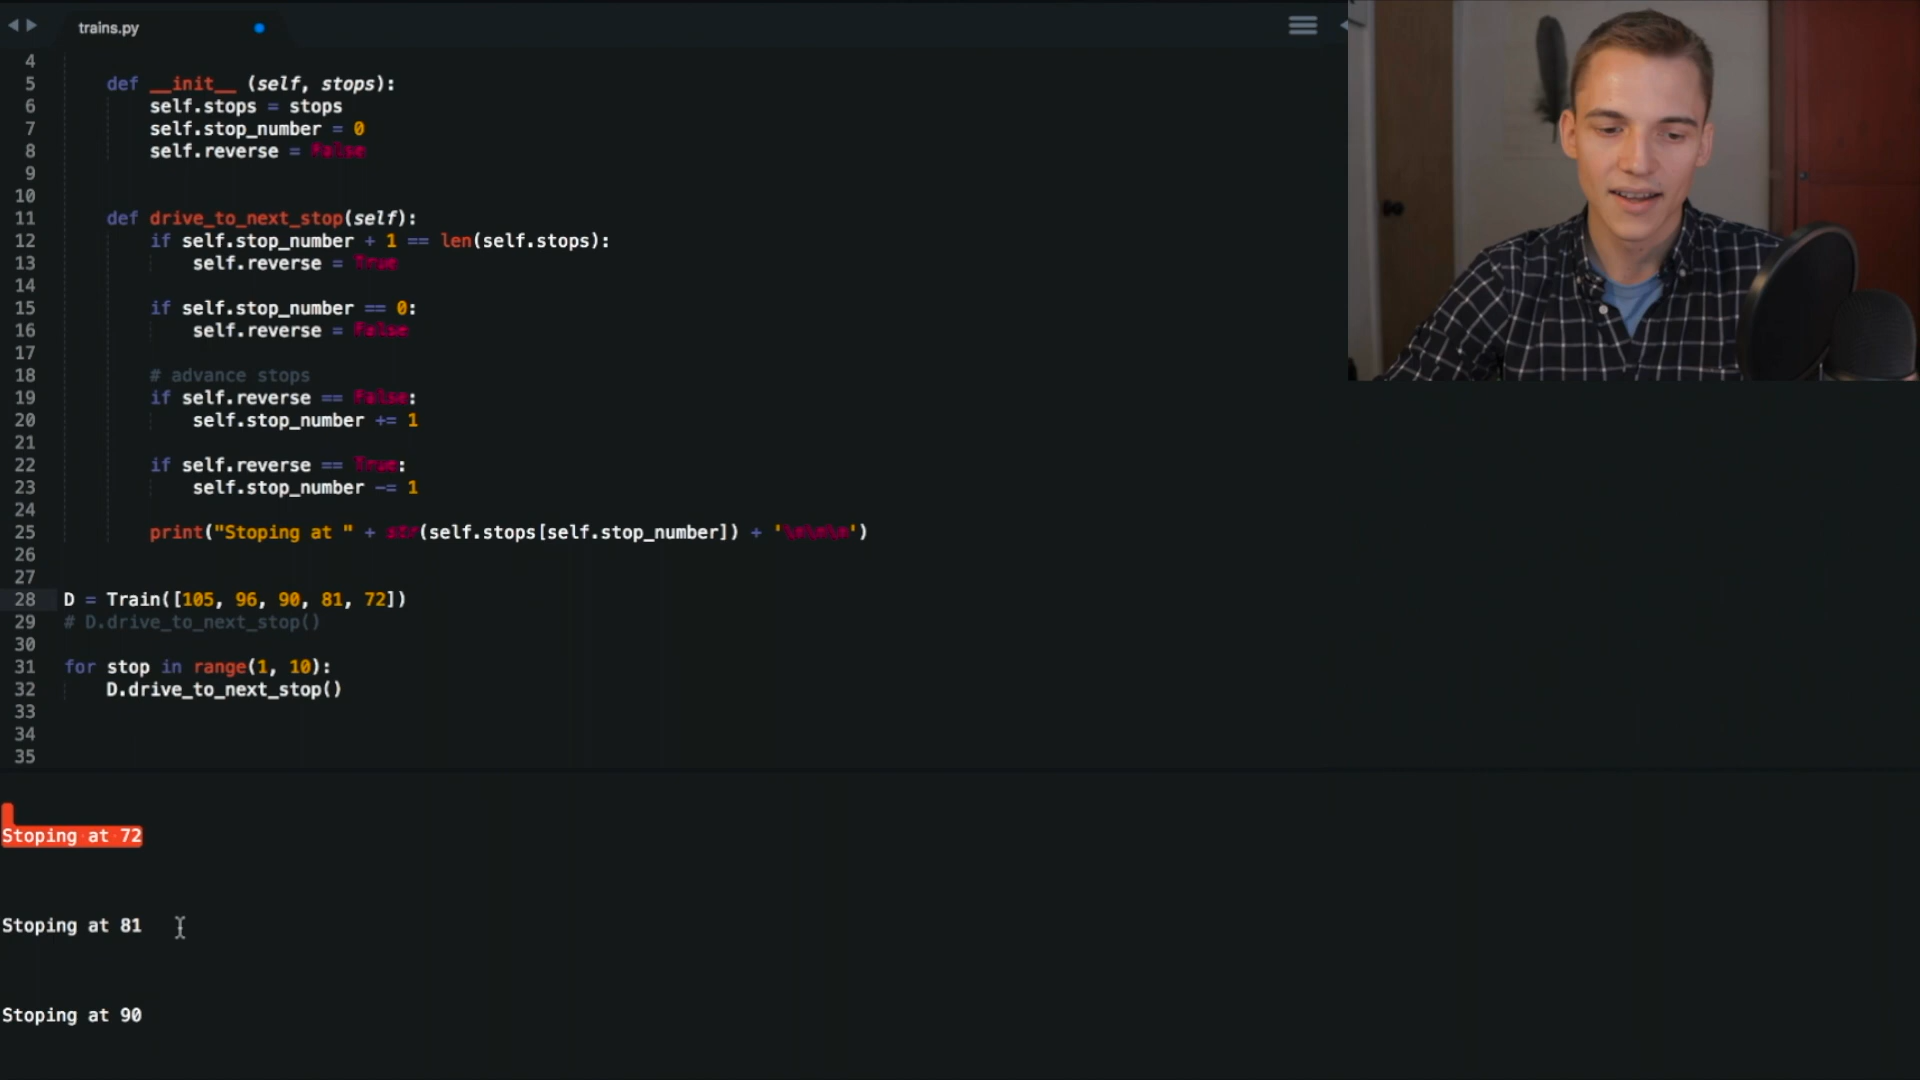 trains.py
4
5 def __init__ (self, stops):
6 self.stops = stops
7 self.stop_number = 0
8 self.reverse = False
9
10
11 def drive_to_next_stop(self):
12 if self.stop_number + 1 == len(self.stops):
13 self.reverse = True
14
15 if self.stop_number == 0:
16 self.reverse = False
17
18 # advance stops
19 if self.reverse == False:
20 self.stop_number += 1
21
22 if self.reverse == True:
23 self.stop_number -= 1
24
25 print("Stoping at " + str(self.stops[self.stop_number]) + '\n\n\n')
26
27
28 D = Train([105, 96, 90, 81, 72])
29 # D.drive_to_next_stop()
30
31 for stop in range(1, 10):
32 D.drive_to_next_stop()
33
34
35
Stoping at 72
Stoping at 81
Stoping at 90